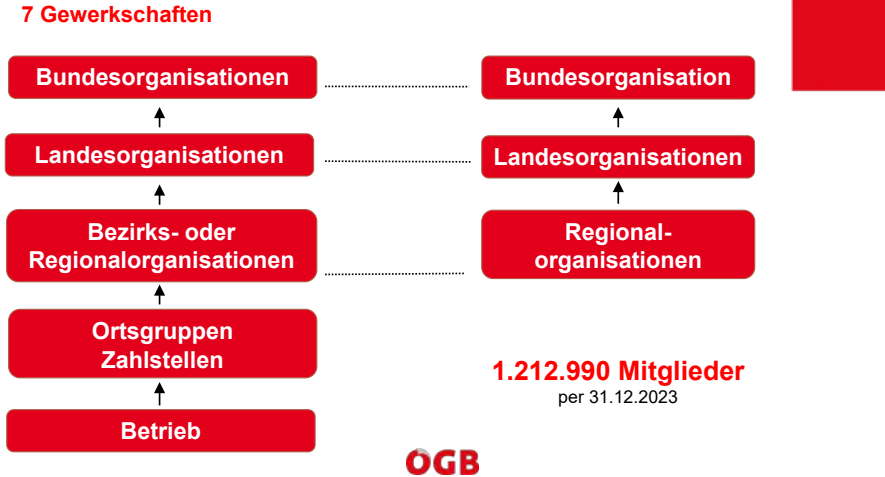 7 Gewerkschaften
Bundesorganisationen
Landesorganisationen
Bezirks- oder
Regionalorganisationen
Ortsgruppen
Zahlstellen
Betrieb
Bundesorganisation
Landesorganisationen
Regional-
organisationen
1.212.990 Mitglieder
per 31.12.2023
ÖGB